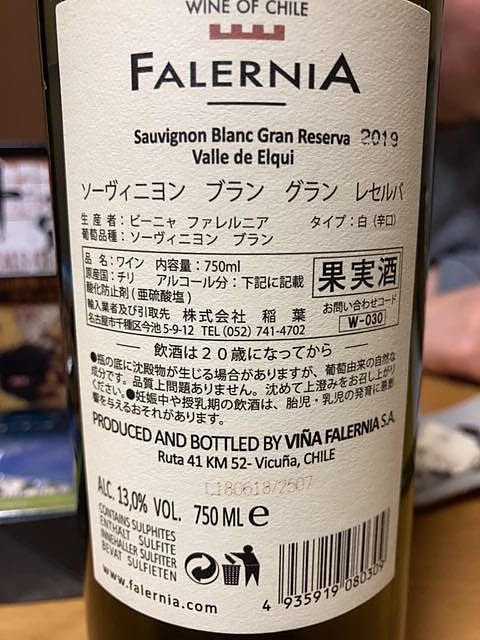 WINE OF CHILE
FALERNIA
Sauvignon Blanc Gran Reserva 2019
Valle de Elqui
ソーヴィニヨン ブラン グラン レセルバ
生産者:ビーニャ ファレルニア タイプ:白(辛口)
葡萄品種:ソーヴィニヨン ブラン
品名:ワイン 内容量:750ml
原産国:チリ アルコール分:下記に記載
酸化防止剤(亜硫酸塩)
輸入業者及び引取先 株式会社 稲葉
名古屋市千種区今池5-9-12 TEL(052)741-4702
果実酒
お問い合わせコード
W-030
飲酒は20歳になってから
●瓶の底に沈殿物が生じる場合がありますが、葡萄由来の自然な
成分です。品質上問題ありません。沈めて上澄みをお召し上がり
ください。●妊娠中や授乳期の飲酒は、胎児・乳児の発育に悪影
響を与えるおそれがあります。
PRODUCED AND BOTTLED BY VIÑA FALERNIA S.A.
Ruta 41 KM 52- Vicuña, CHILE
L180618/2507
ALC. 13,0% VOL. 750 ML e
CONTAINS SULPHITES
ENTHALT SULFITE
INNEHALLER SULFITER
BEVAT SULFIETEN
www.falernia.com
4 935919 080309